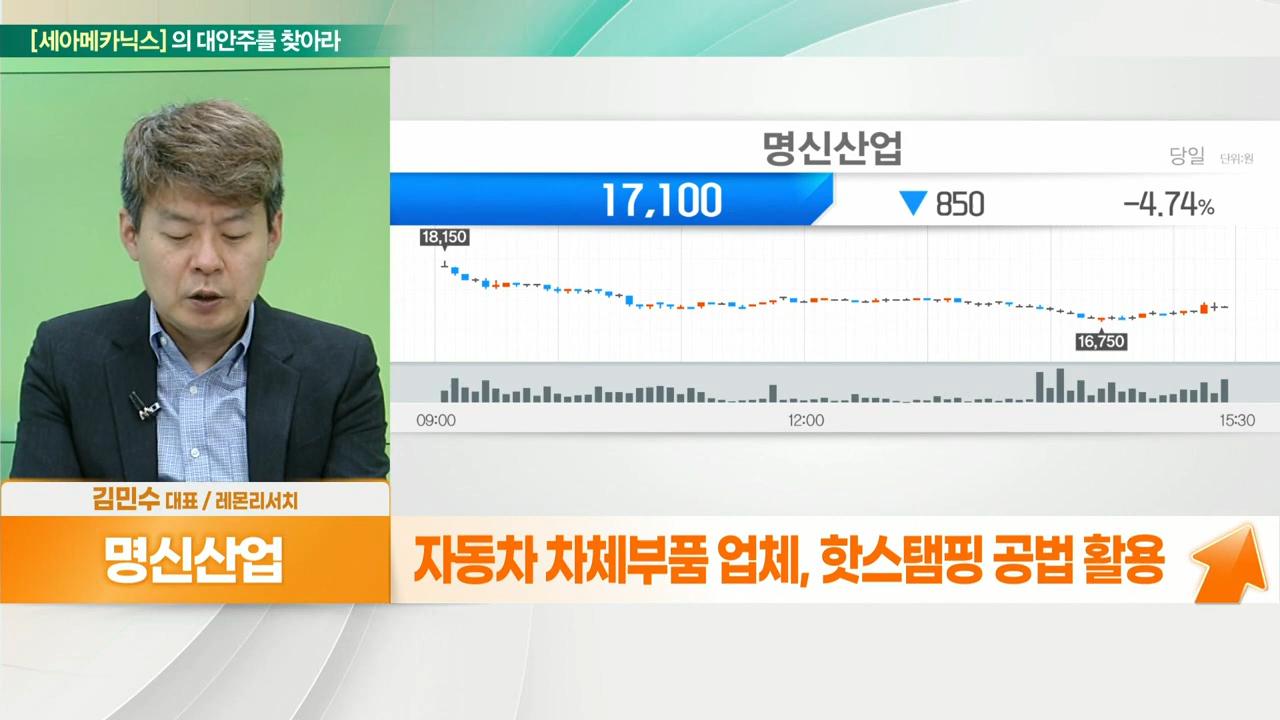 [세아메카닉스] 의 대안주를 찾아라
명신산업
당일 단위:원
17,100 ▼ 850 -4.74%
18,150
16,750
09:00 12:00 15:30
김민수 대표 / 레몬리서치
명신산업
자동차 차체부품 업체, 핫스탬핑 공법 활용